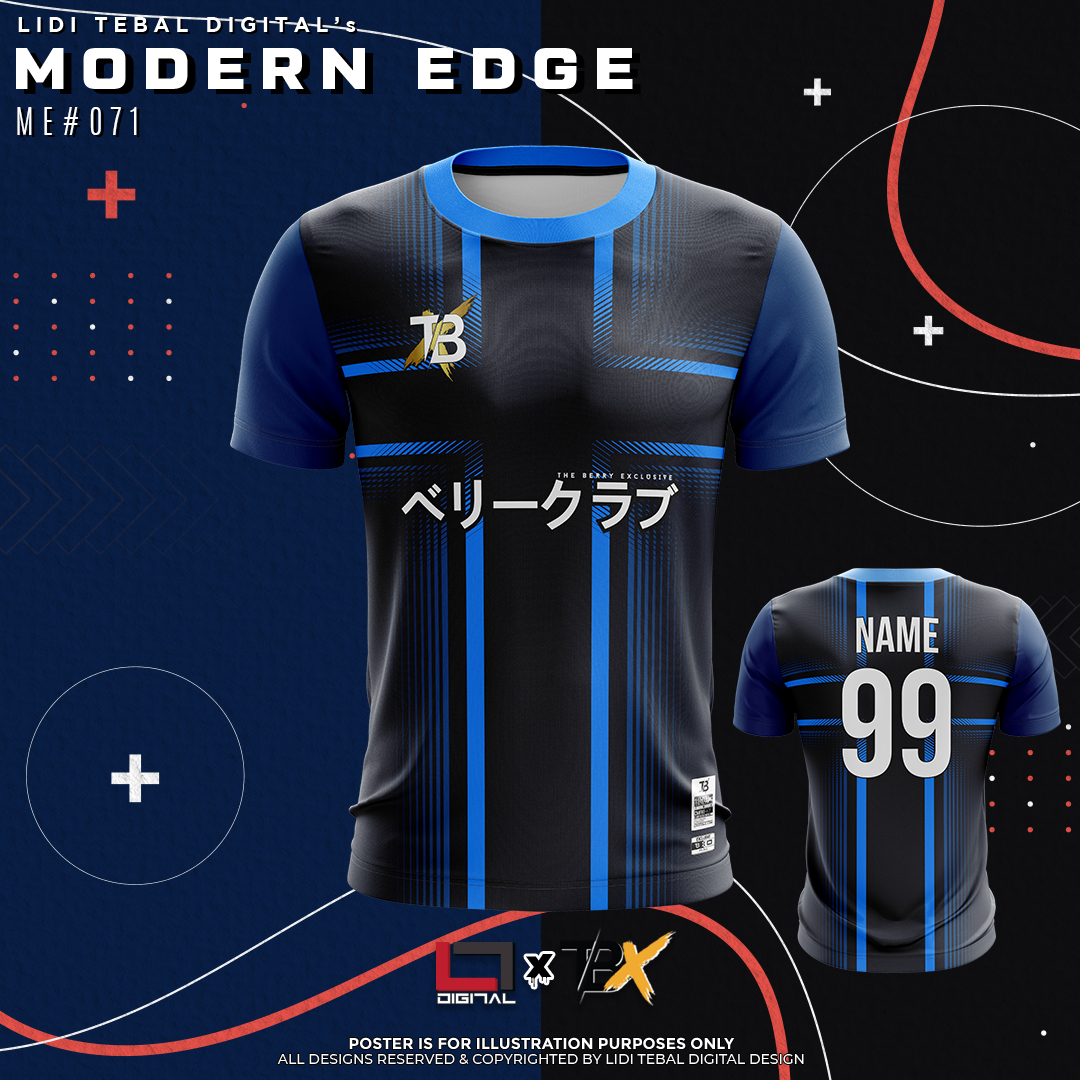 LIDI TEBAL DIGITAL's
MODERN EDGE
ME#071
TB
THE BERRY EXCLUSIVE
ベリークラブ
NAME
99
TB
DIGITAL
X
TBX
POSTER IS FOR ILLUSTRATION PURPOSES ONLY
ALL DESIGNS RESERVED & COPYRIGHTED BY LIDI TEBAL DIGITAL DESIGN